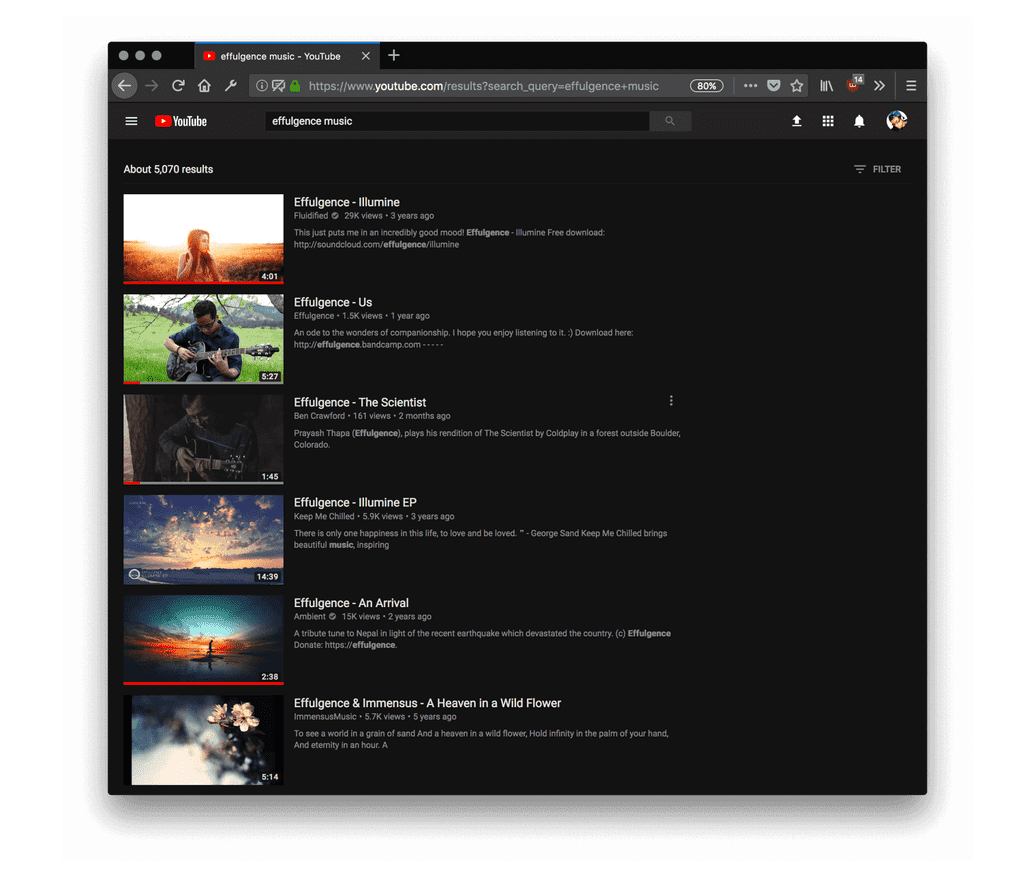 effulgence music - YouTube
https://www.youtube.com/results?search_query=effulgence+music
80%
14
YouTube
effulgence music
About 5,070 results
FILTER
Effulgence - Illumine
Fluidified 29K views • 3 years ago
This just puts me in an incredibly good mood! Effulgence - Illumine Free download:
http://soundcloud.com/effulgence/illumine
4:01
Effulgence - Us
Effulgence • 1.5K views • 1 year ago
An ode to the wonders of companionship. I hope you enjoy listening to it. :) Download here:
http://effulgence.bandcamp.com - - - - -
5:27
Effulgence - The Scientist
Ben Crawford • 161 views • 2 months ago
Prayash Thapa (Effulgence), plays his rendition of The Scientist by Coldplay in a forest outside Boulder,
Colorado.
1:45
Effulgence - Illumine EP
Keep Me Chilled • 5.9K views • 3 years ago
There is only one happiness in this life, to love and be loved. " - George Sand Keep Me Chilled brings
beautiful music, inspiring
14:39
Effulgence - An Arrival
Ambient 15K views • 2 years ago
A tribute tune to Nepal in light of the recent earthquake which devastated the country. (c) Effulgence
Donate: https://effulgence.
2:38
Effulgence & Immensus - A Heaven in a Wild Flower
ImmensusMusic • 5.7K views • 5 years ago
To see a world in a grain of sand And a heaven in a wild flower, Hold infinity in the palm of your hand,
And eternity in an hour. A
5:14